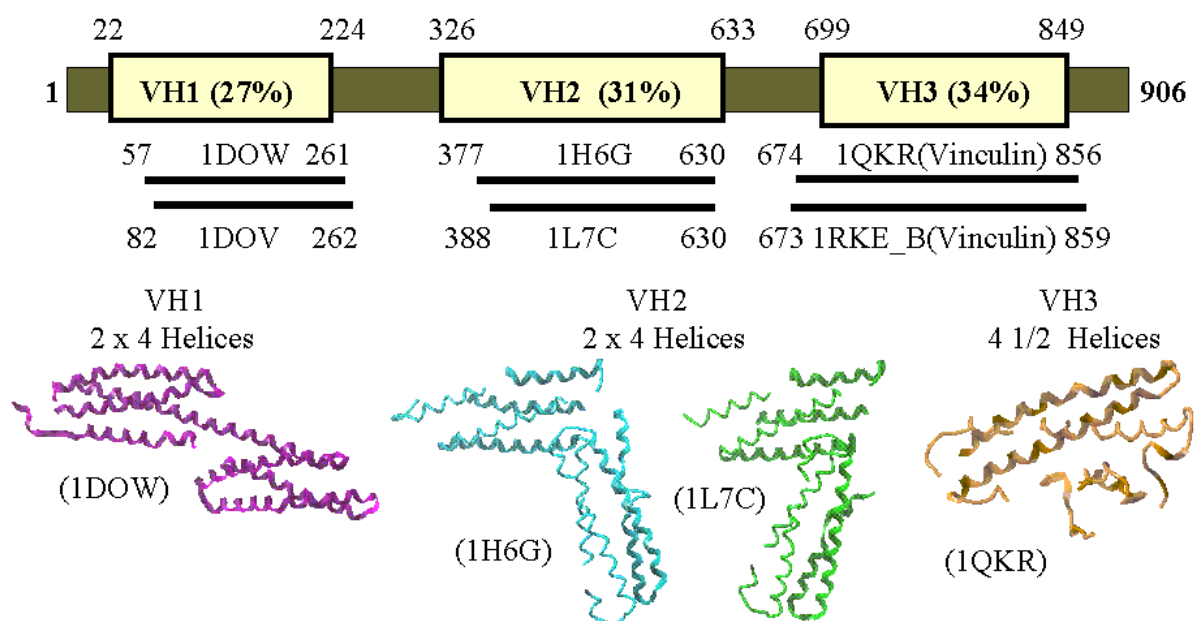 22 224 326 633 699 849
1 VH1 (27%) VH2 (31%) VH3 (34%) 906
57 1DOW 261 377 1H6G 630 674 1QKR(Vinculin) 856
82 1DOV 262 388 1L7C 630 673 1RKE_B(Vinculin) 859
VH1 VH2 VH3
2 x 4 Helices 2 x 4 Helices 4 1/2 Helices
(1DOW) (1H6G) (1L7C) (1QKR)